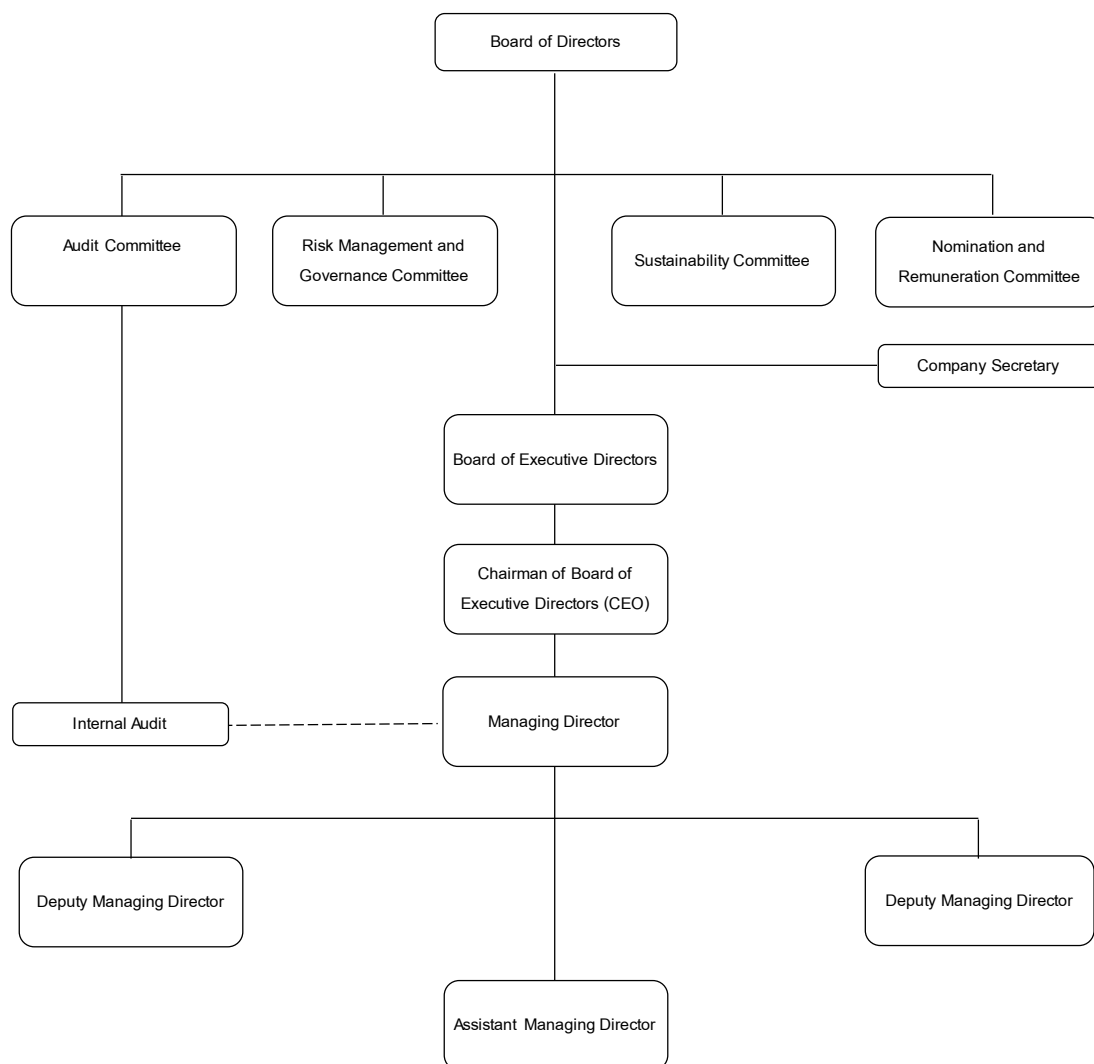 Board of Directors
Audit Committee
Risk Management and
Governance Committee
Sustainability Committee
Nomination and
Remuneration Committee
Company Secretary
Board of Executive Directors
Chairman of Board of
Executive Directors (CEO)
Internal Audit
Managing Director
Deputy Managing Director
Deputy Managing Director
Assistant Managing Director